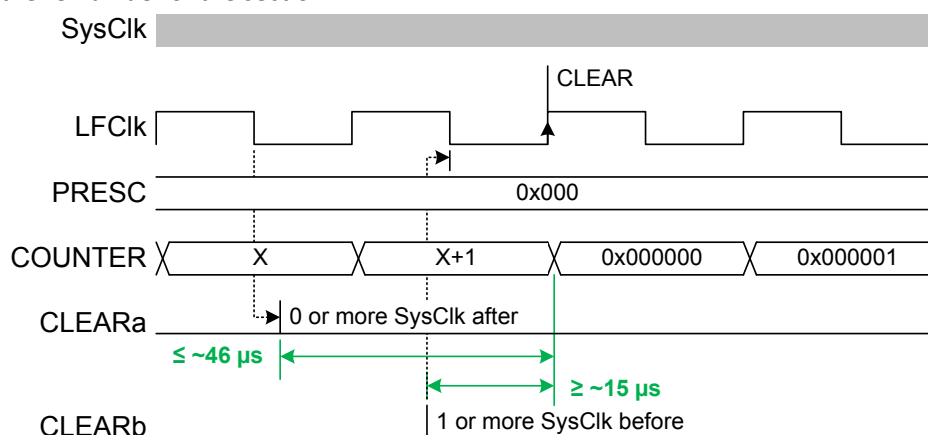 SysClk
CLEAR
LFClk
PRESC 0x000
COUNTER X X+1 0x000000 0x000001
CLEARa 0 or more SysClk after
≤ ~46 µs
≥ ~15 µs
CLEARb 1 or more SysClk before